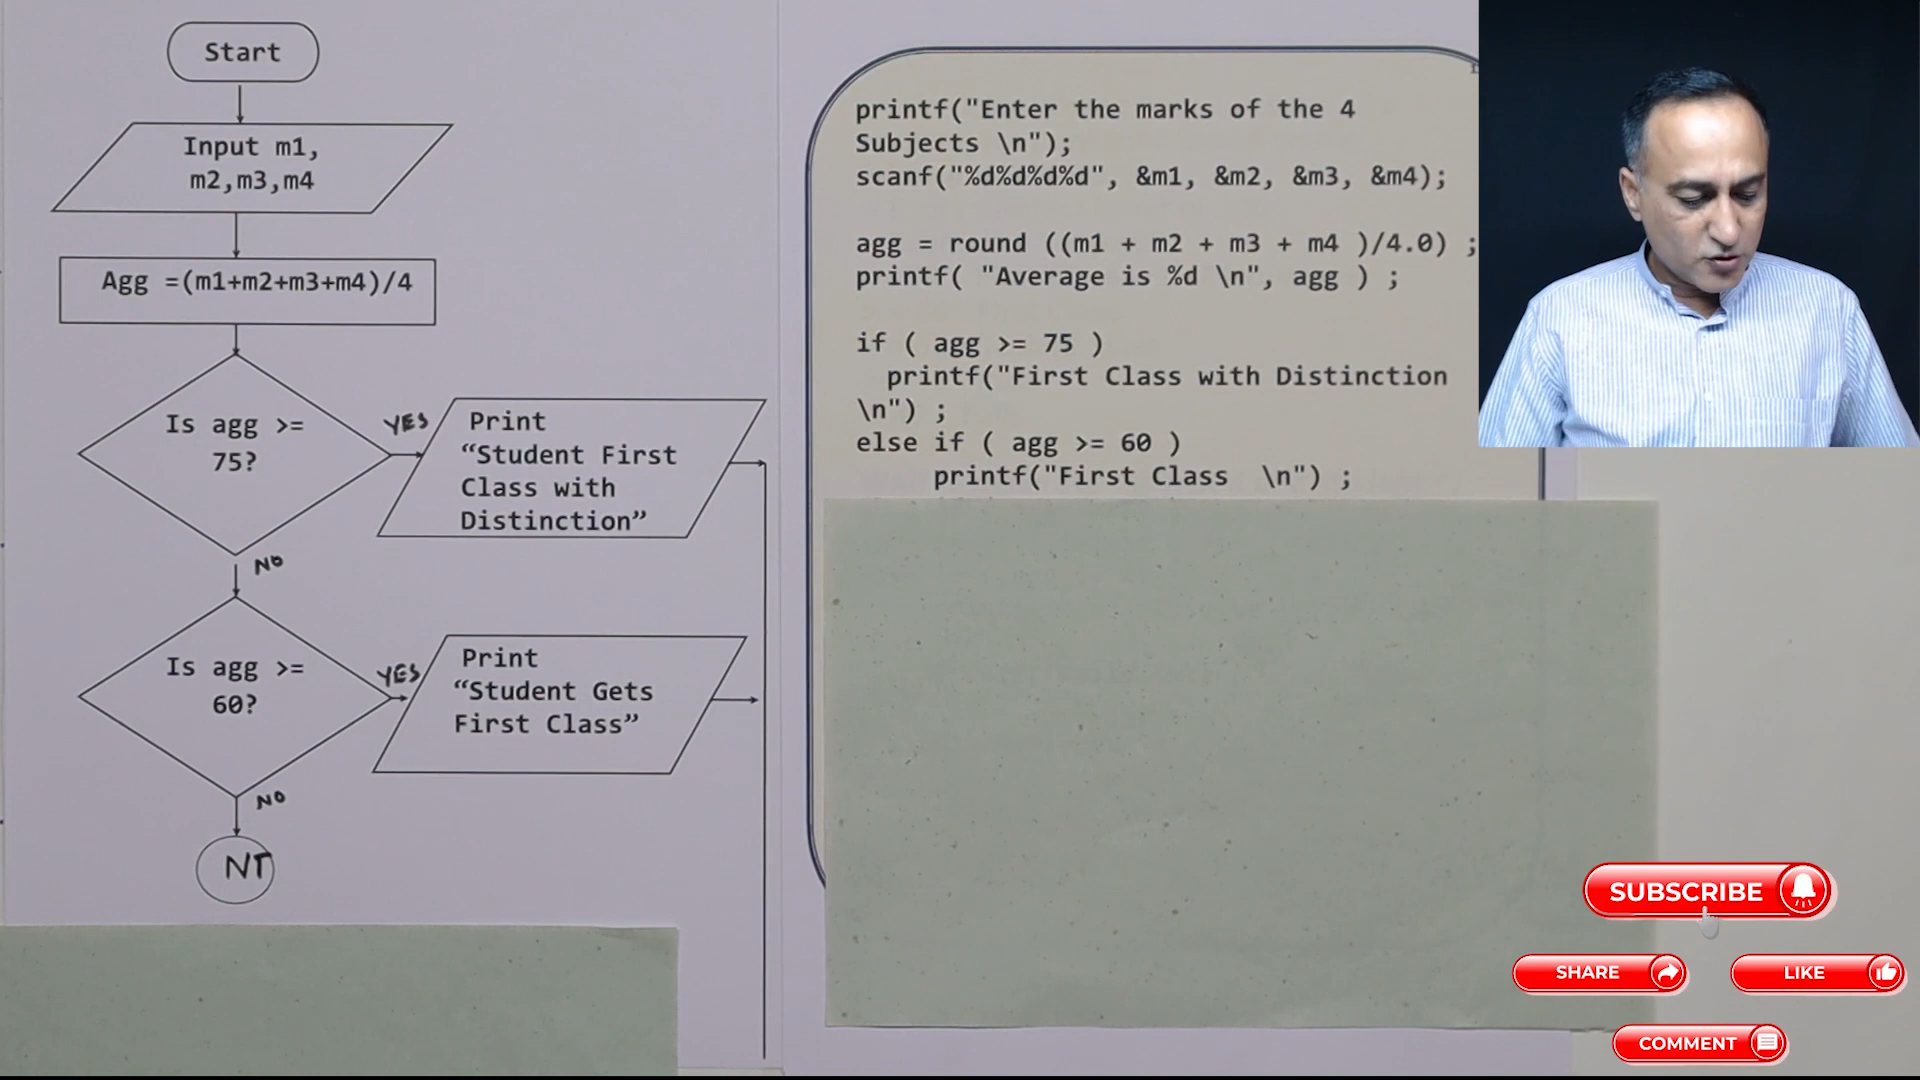 Start
Input m1,
m2,m3,m4
Agg =(m1+m2+m3+m4)/4
Is agg >=
75?
YES
Print
“Student First
Class with
Distinction”
NO
Is agg >=
60?
YES
Print
“Student Gets
First Class”
NO
NT
printf("Enter the marks of the 4
Subjects \n");
scanf("%d%d%d%d", &m1, &m2, &m3, &m4);
agg = round ((m1 + m2 + m3 + m4 )/4.0) ;
printf( "Average is %d \n", agg ) ;
if ( agg >= 75 )
printf("First Class with Distinction
\n") ;
else if ( agg >= 60 )
printf("First Class \n") ;
SUBSCRIBE
SHARE
LIKE
COMMENT